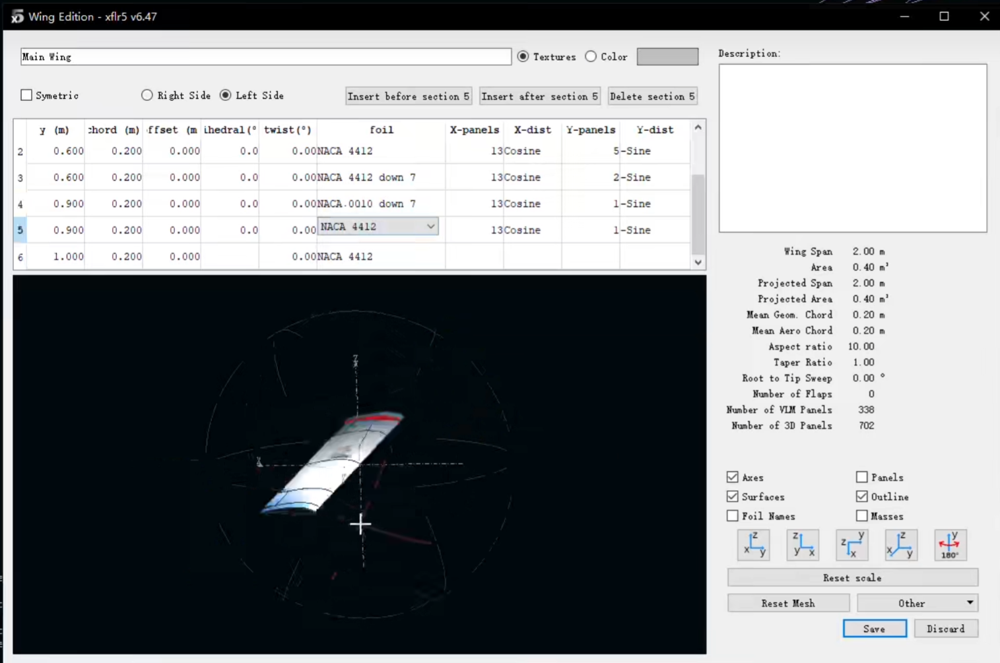 Wing Edition - xflr5 v6.47
Main Wing
Textures
Color
Description:
Symetric
Right Side
Left Side
Insert before section 5
Insert after section 5
Delete section 5
y (m) chord (m) ffset (m ihedral(° twist(°) foil X-panels X-dist Y-panels Y-dist
2 0.600 0.200 0.000 0.0 0.00 NACA 4412 13 Cosine 5 -Sine
3 0.600 0.200 0.000 0.0 0.00 NACA 4412 down 7 13 Cosine 2 -Sine
4 0.900 0.200 0.000 0.0 0.00 NACA 0010 down 7 13 Cosine 1 -Sine
5 0.900 0.200 0.000 0.0 0.00 NACA 4412 13 Cosine 1 -Sine
6 1.000 0.200 0.000 0.00 NACA 4412
Wing Span 2.00 m
Area 0.40 m²
Projected Span 2.00 m
Projected Area 0.40 m²
Mean Geom. Chord 0.20 m
Mean Aero Chord 0.20 m
Aspect ratio 10.00
Taper Ratio 1.00
Root to Tip Sweep 0.00 °
Number of Flaps 0
Number of VLM Panels 338
Number of 3D Panels 702
Z
X
Axes
Panels
Surfaces
Outline
Foil Names
Masses
z x y
z y x
y z x
z x y
y 180°
Reset scale
Reset Mesh
Other
Save
Discard